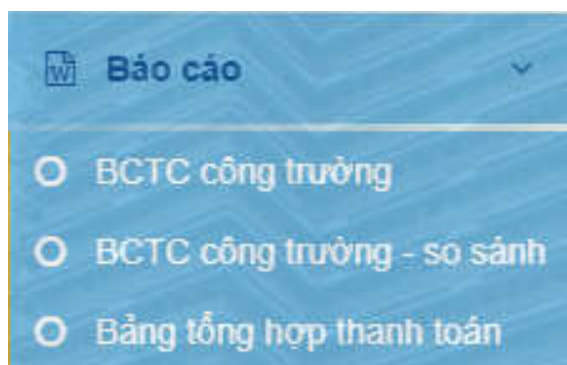 Báo cáo
BCTC công trường
BCTC công trường - so sánh
Bảng tổng hợp thanh toán